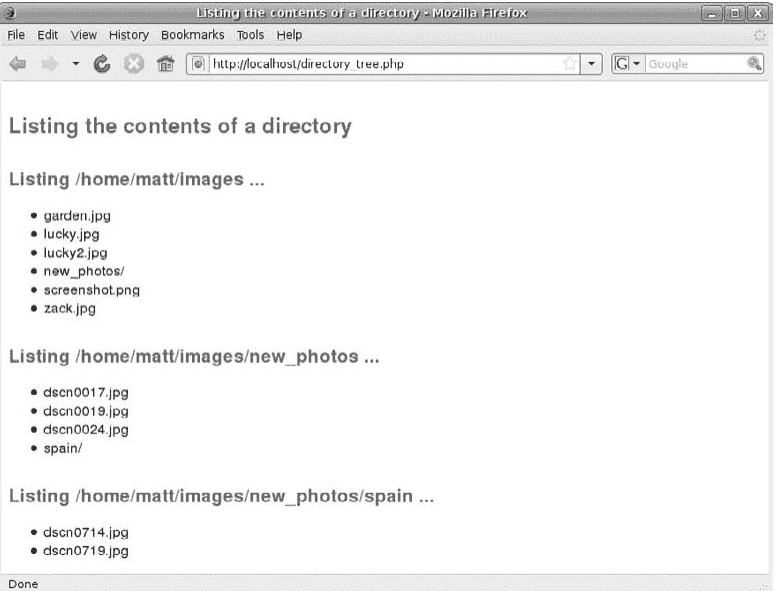 Listing the contents of a directory - Mozilla Firefox
File Edit View History Bookmarks Tools Help
http://localhost/directory_tree.php
G Google
Listing the contents of a directory
Listing /home/matt/images ...
• garden.jpg
• lucky.jpg
• lucky2.jpg
• new_photos/
• screenshot.png
• zack.jpg
Listing /home/matt/images/new_photos ...
• dscn0017.jpg
• dscn0019.jpg
• dscn0024.jpg
• spain/
Listing /home/matt/images/new_photos/spain ...
• dscn0714.jpg
• dscn0719.jpg
Done